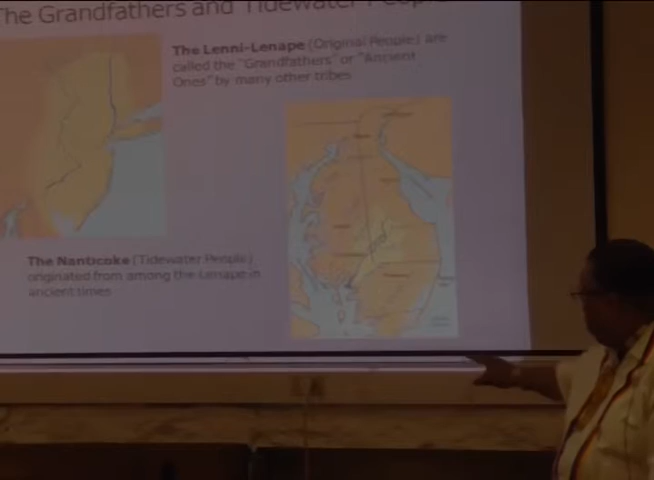 The Grandfathers and Tidewater People
The Lenni-Lenape (Original People) are
called the "Grandfathers" or "Ancient
Ones" by many other tribes
The Nanticoke (Tidewater People)
originated from among the Lenape in
ancient times